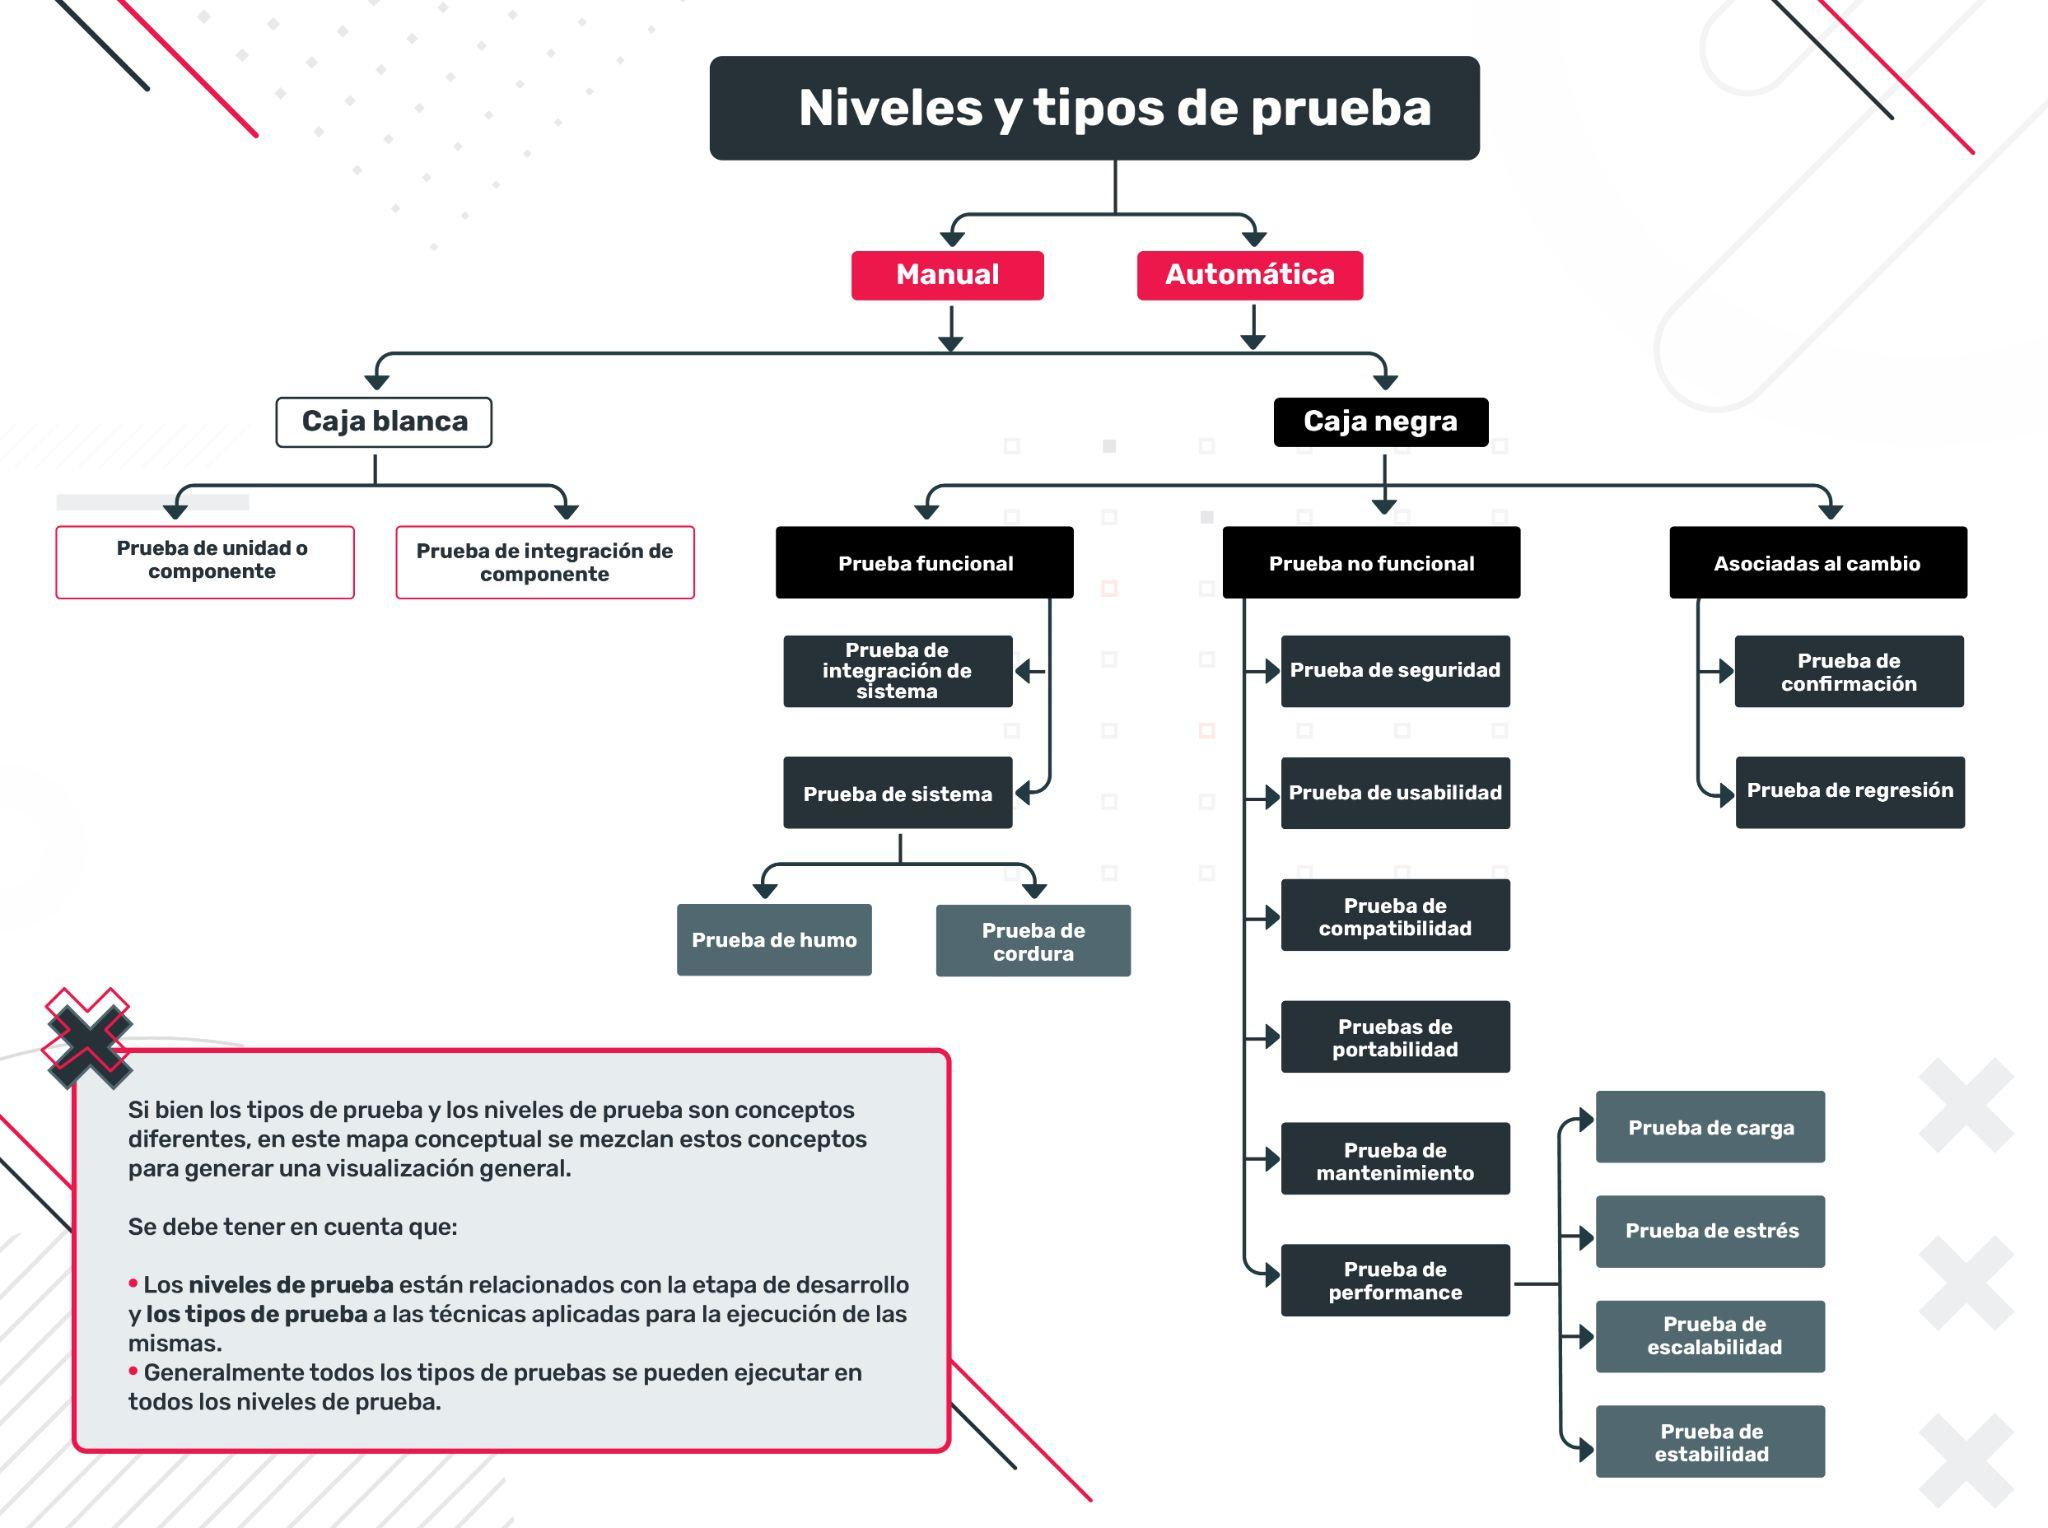 Niveles y tipos de prueba
Manual
Automática
Caja blanca
Caja negra
Prueba de unidad o
componente
Prueba de integración de
componente
Prueba funcional
Prueba no funcional
Asociadas al cambio
Prueba de
integración de
sistema
Prueba de sistema
Prueba de humo
Prueba de
cordura
Prueba de seguridad
Prueba de usabilidad
Prueba de
compatibilidad
Pruebas de
portabilidad
Prueba de
mantenimiento
Prueba de
performance
Prueba de carga
Prueba de estrés
Prueba de
escalabilidad
Prueba de
estabilidad
Prueba de
confirmación
Prueba de regresión
Si bien los tipos de prueba y los niveles de prueba son conceptos
diferentes, en este mapa conceptual se mezclan estos conceptos
para generar una visualización general.
Se debe tener en cuenta que:
• Los niveles de prueba están relacionados con la etapa de desarrollo
y los tipos de prueba a las técnicas aplicadas para la ejecución de las
mismas.
• Generalmente todos los tipos de pruebas se pueden ejecutar en
todos los niveles de prueba.